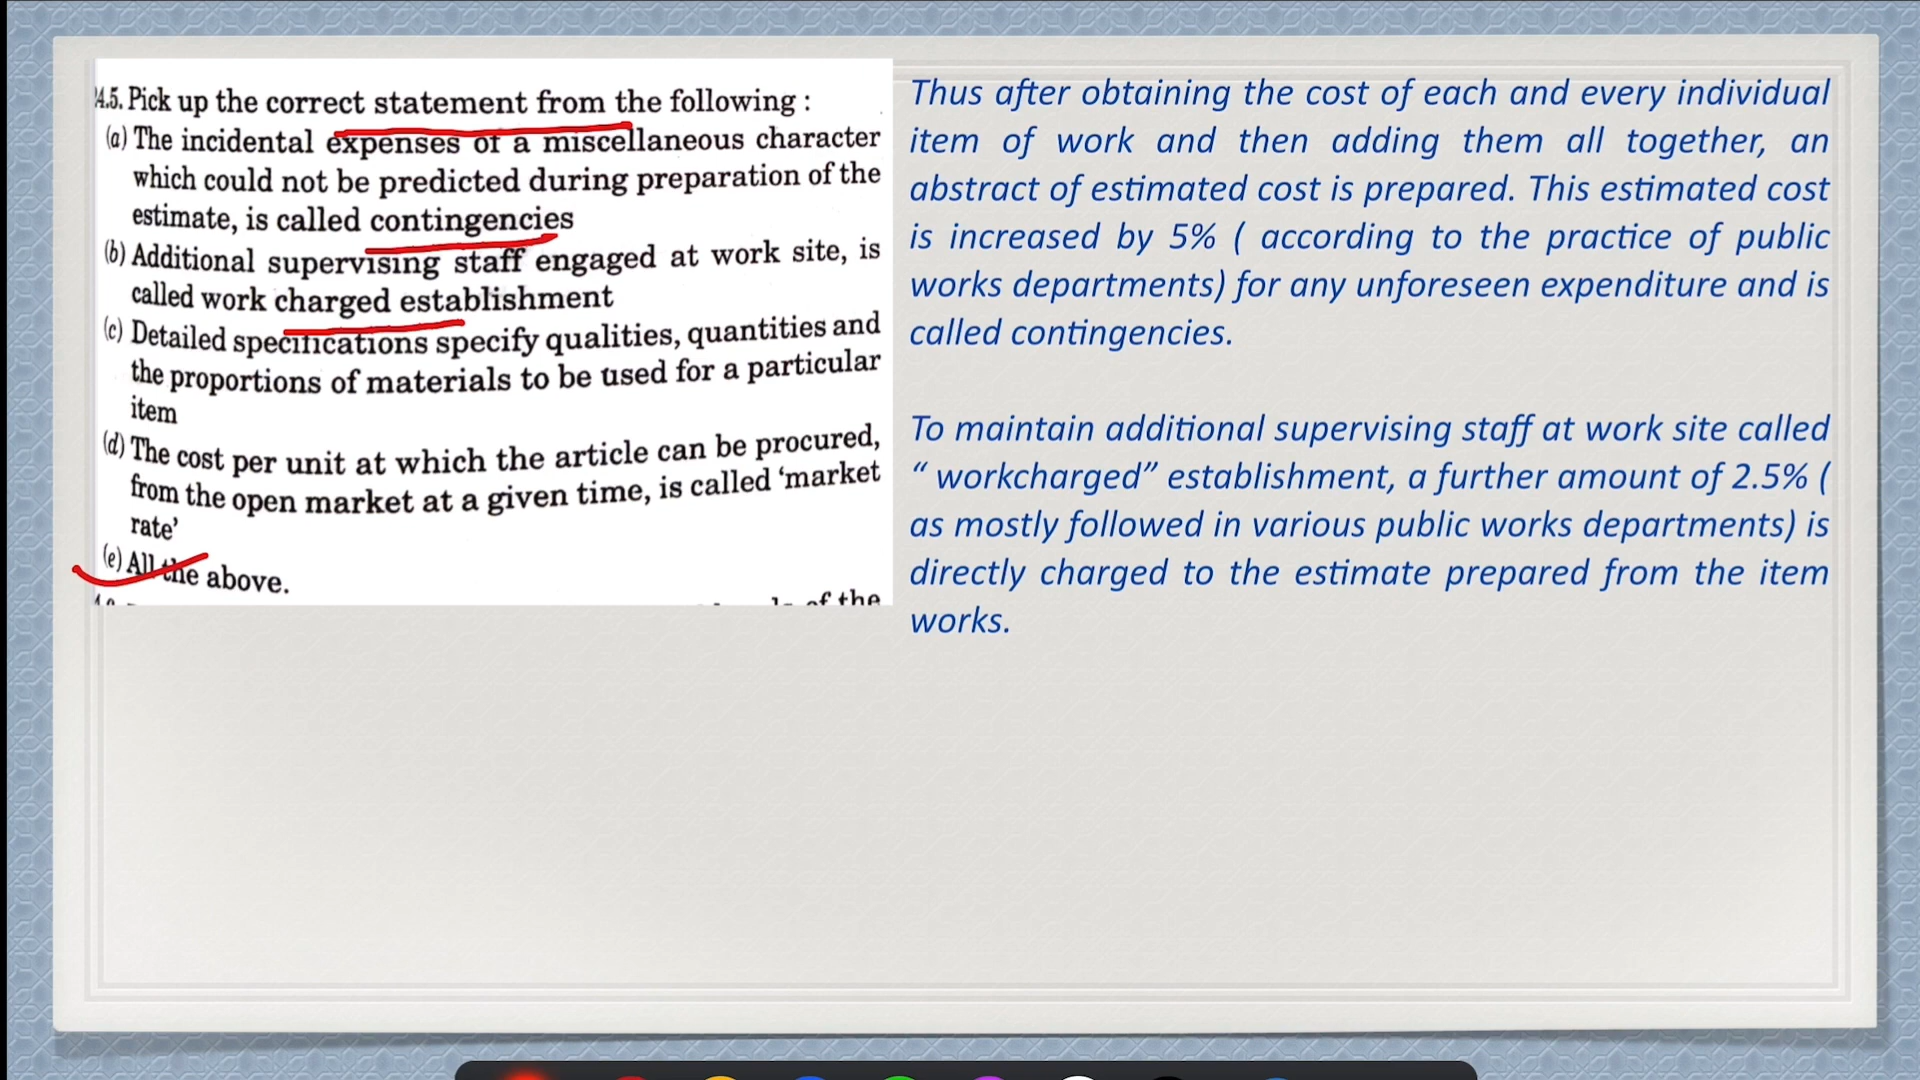 4.5. Pick up the correct statement from the following :
(a) The incidental expenses of a miscellaneous character
which could not be predicted during preparation of the
estimate, is called contingencies
(b) Additional supervising staff engaged at work site, is
called work charged establishment
(c) Detailed specifications specify qualities, quantities and
the proportions of materials to be used for a particular
item
(d) The cost per unit at which the article can be procured,
from the open market at a given time, is called ‘market
rate’
(e) All the above.
of the
Thus after obtaining the cost of each and every individual
item of work and then adding them all together, an
abstract of estimated cost is prepared. This estimated cost
is increased by 5% ( according to the practice of public
works departments) for any unforeseen expenditure and is
called contingencies.
To maintain additional supervising staff at work site called
“ workcharged” establishment, a further amount of 2.5% (
as mostly followed in various public works departments) is
directly charged to the estimate prepared from the item
works.